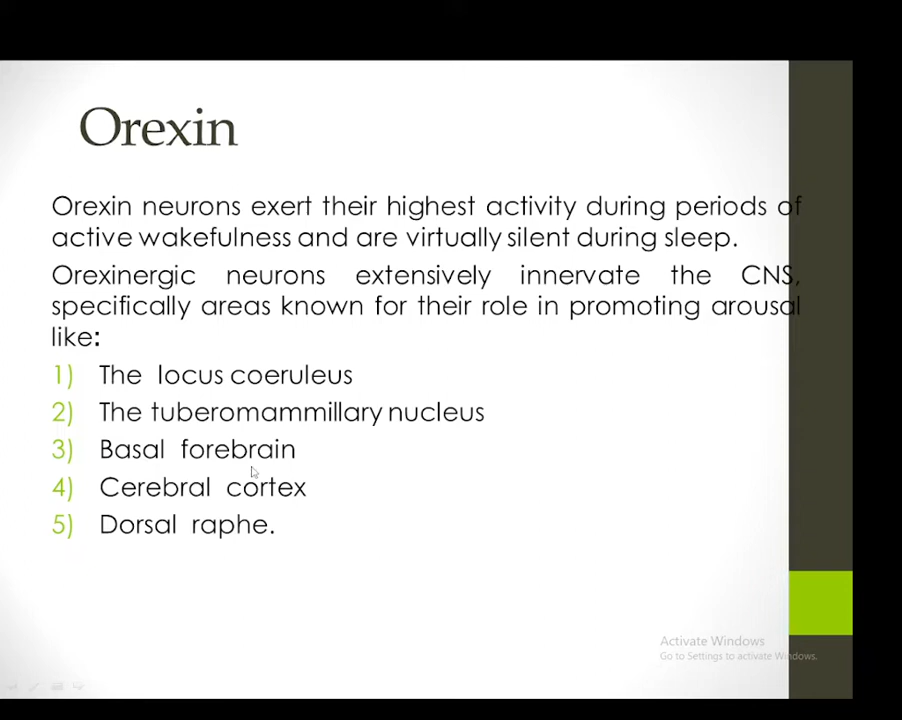 Orexin
Orexin neurons exert their highest activity during periods of
active wakefulness and are virtually silent during sleep.
Orexinergic neurons extensively innervate the CNS,
specifically areas known for their role in promoting arousal
like:
1) The locus coeruleus
2) The tuberomammillary nucleus
3) Basal forebrain
4) Cerebral cortex
5) Dorsal raphe.
Activate Windows
Go to Settings to activate Windows.